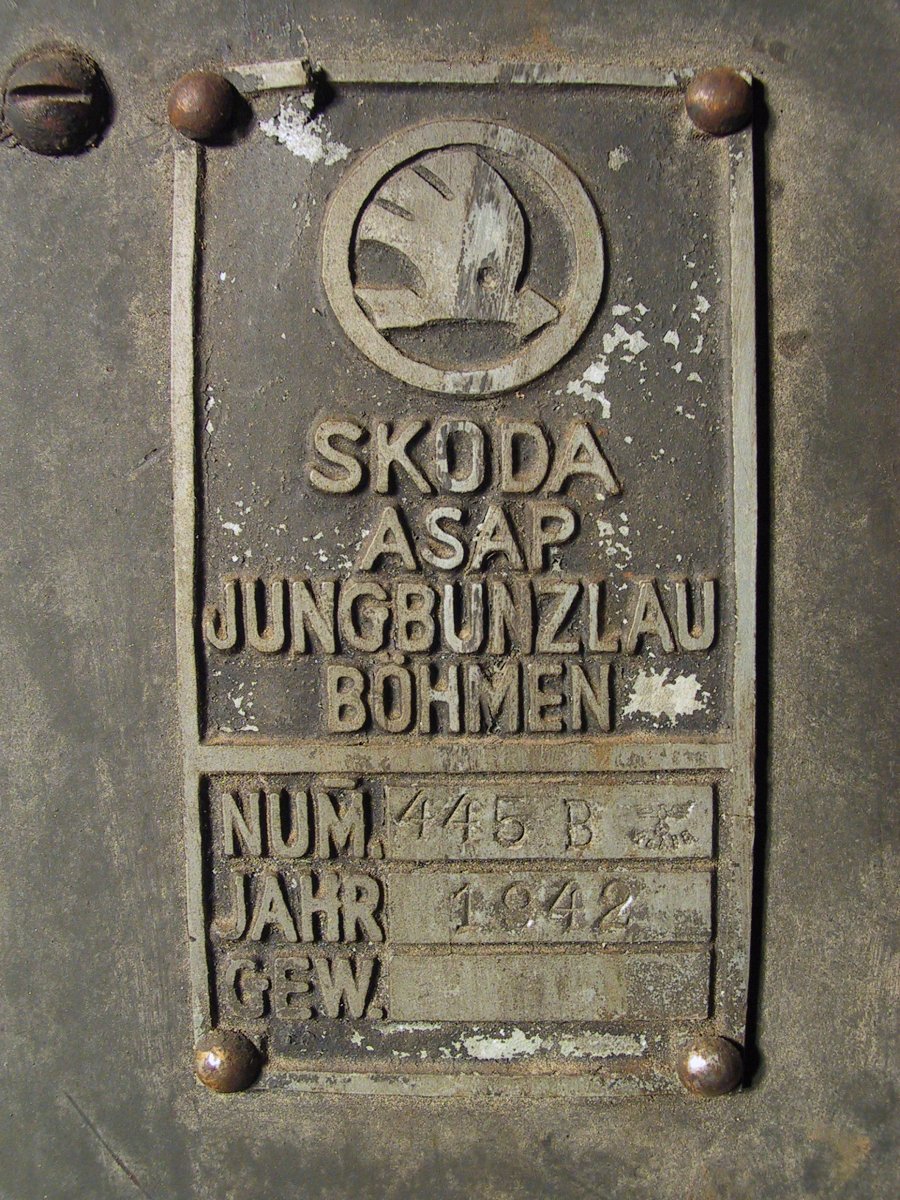 SKODA
ASAP
JUNGBUNZLAU
BÖHMEN
NUM. 445 B
JAHR 1942
GEW.